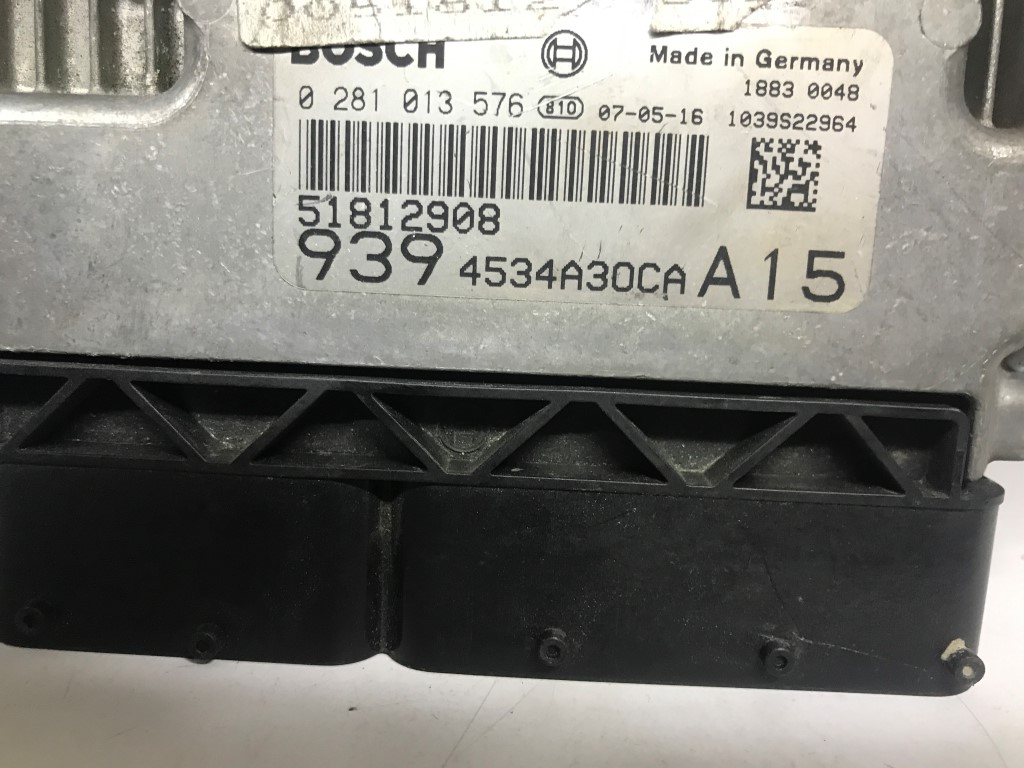 BOSCH
Made in Germany
0 281 013 576 810 07-05-16
1883 0048
1039S22964
51812908
939 4534A30CA A15